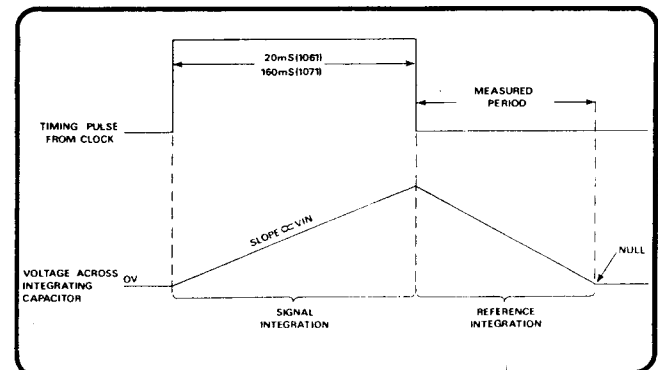 20mS(1061)
160mS(1071)
MEASURED
PERIOD
TIMING PULSE
FROM CLOCK
SLOPE ∝ VIN
NULL
VOLTAGE ACROSS
INTEGRATING
CAPACITOR
OV
SIGNAL
INTEGRATION
REFERENCE
INTEGRATION